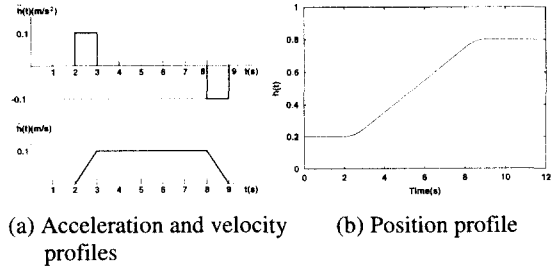 ḧ(t)(m/s²)
0.1
1 2 3 4 5 6 7 8 9 t(s)
-0.1
ḣ(t)(m/s)
0.1
1 2 3 4 5 6 7 8 9 t(s)
1
0.8
0.6
0.4
0.2
0
h(t)
0 2 4 6 8 10 12
Time(s)
(a) Acceleration and velocity profiles
(b) Position profile